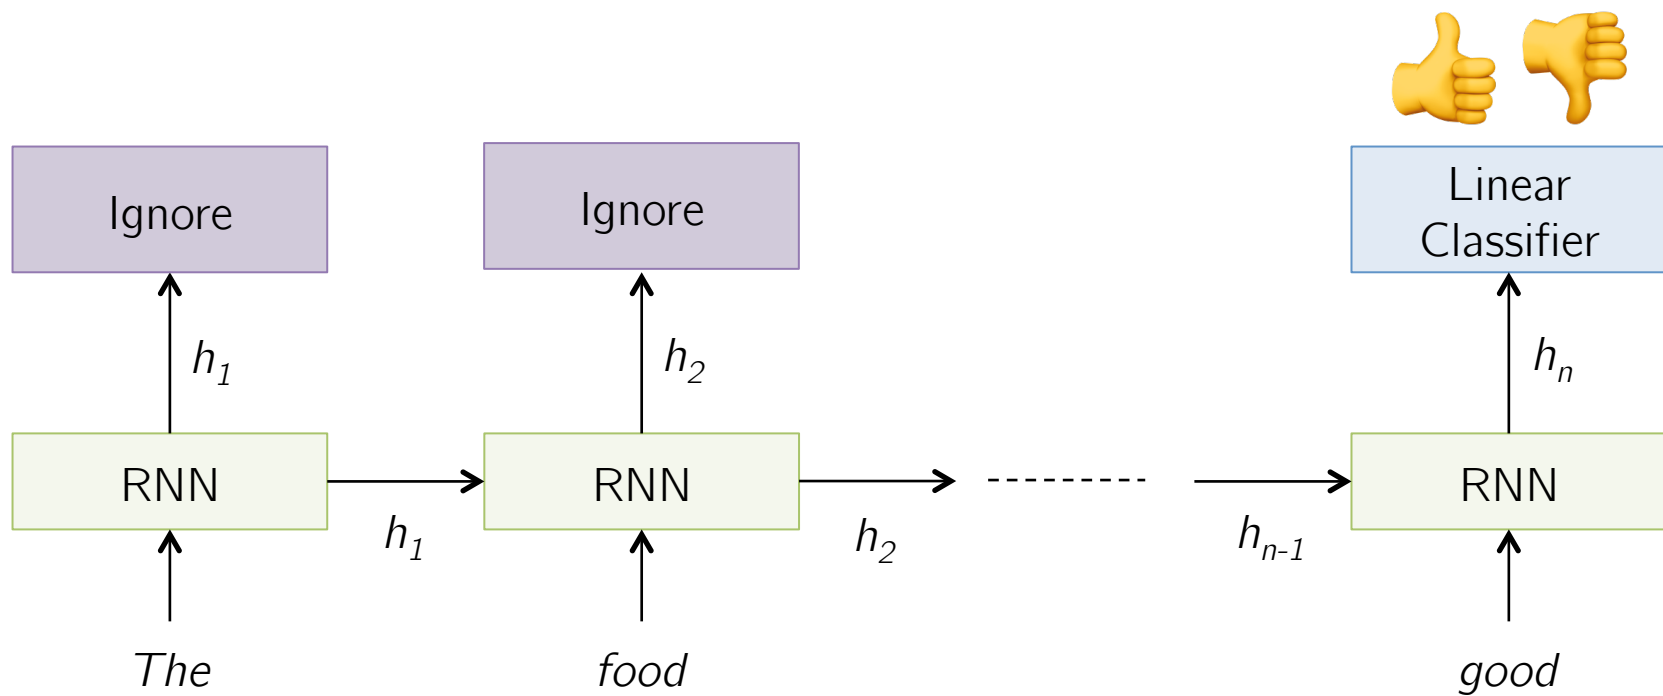 Ignore
Ignore
Linear
Classifier
h1
h2
hn
RNN
RNN
RNN
h1
h2
hn-1
The
food
good